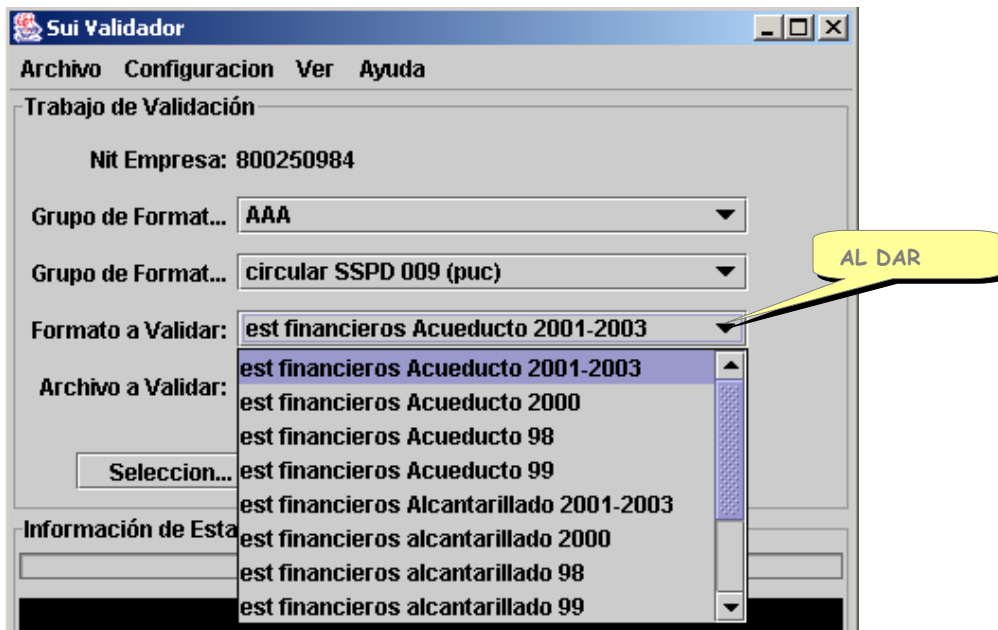 Sui Validador
Archivo Configuracion Ver Ayuda
Trabajo de Validación
Nit Empresa: 800250984
Grupo de Format... AAA
Grupo de Format... circular SSPD 009 (puc)
AL DAR
Formato a Validar: est financieros Acueducto 2001-2003
est financieros Acueducto 2001-2003
Archivo a Validar:
est financieros Acueducto 2000
est financieros Acueducto 98
Seleccion... est financieros Acueducto 99
est financieros Alcantarillado 2001-2003
Información de Esta
est financieros alcantarillado 2000
est financieros alcantarillado 98
est financieros alcantarillado 99